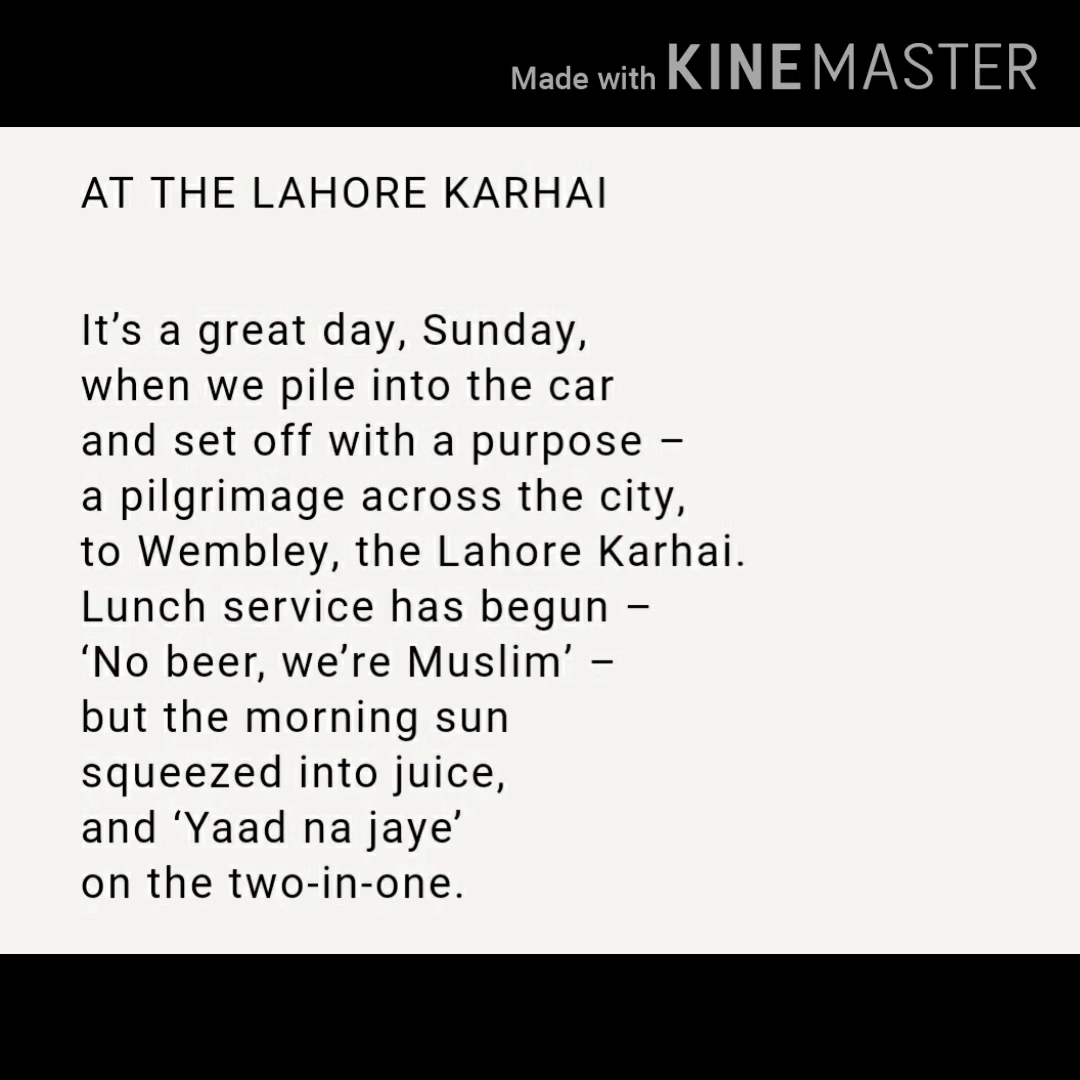 Made with KINEMASTER
AT THE LAHORE KARHAI
It’s a great day, Sunday,
when we pile into the car
and set off with a purpose –
a pilgrimage across the city,
to Wembley, the Lahore Karhai.
Lunch service has begun –
‘No beer, we’re Muslim’ –
but the morning sun
squeezed into juice,
and ‘Yaad na jaye’
on the two-in-one.